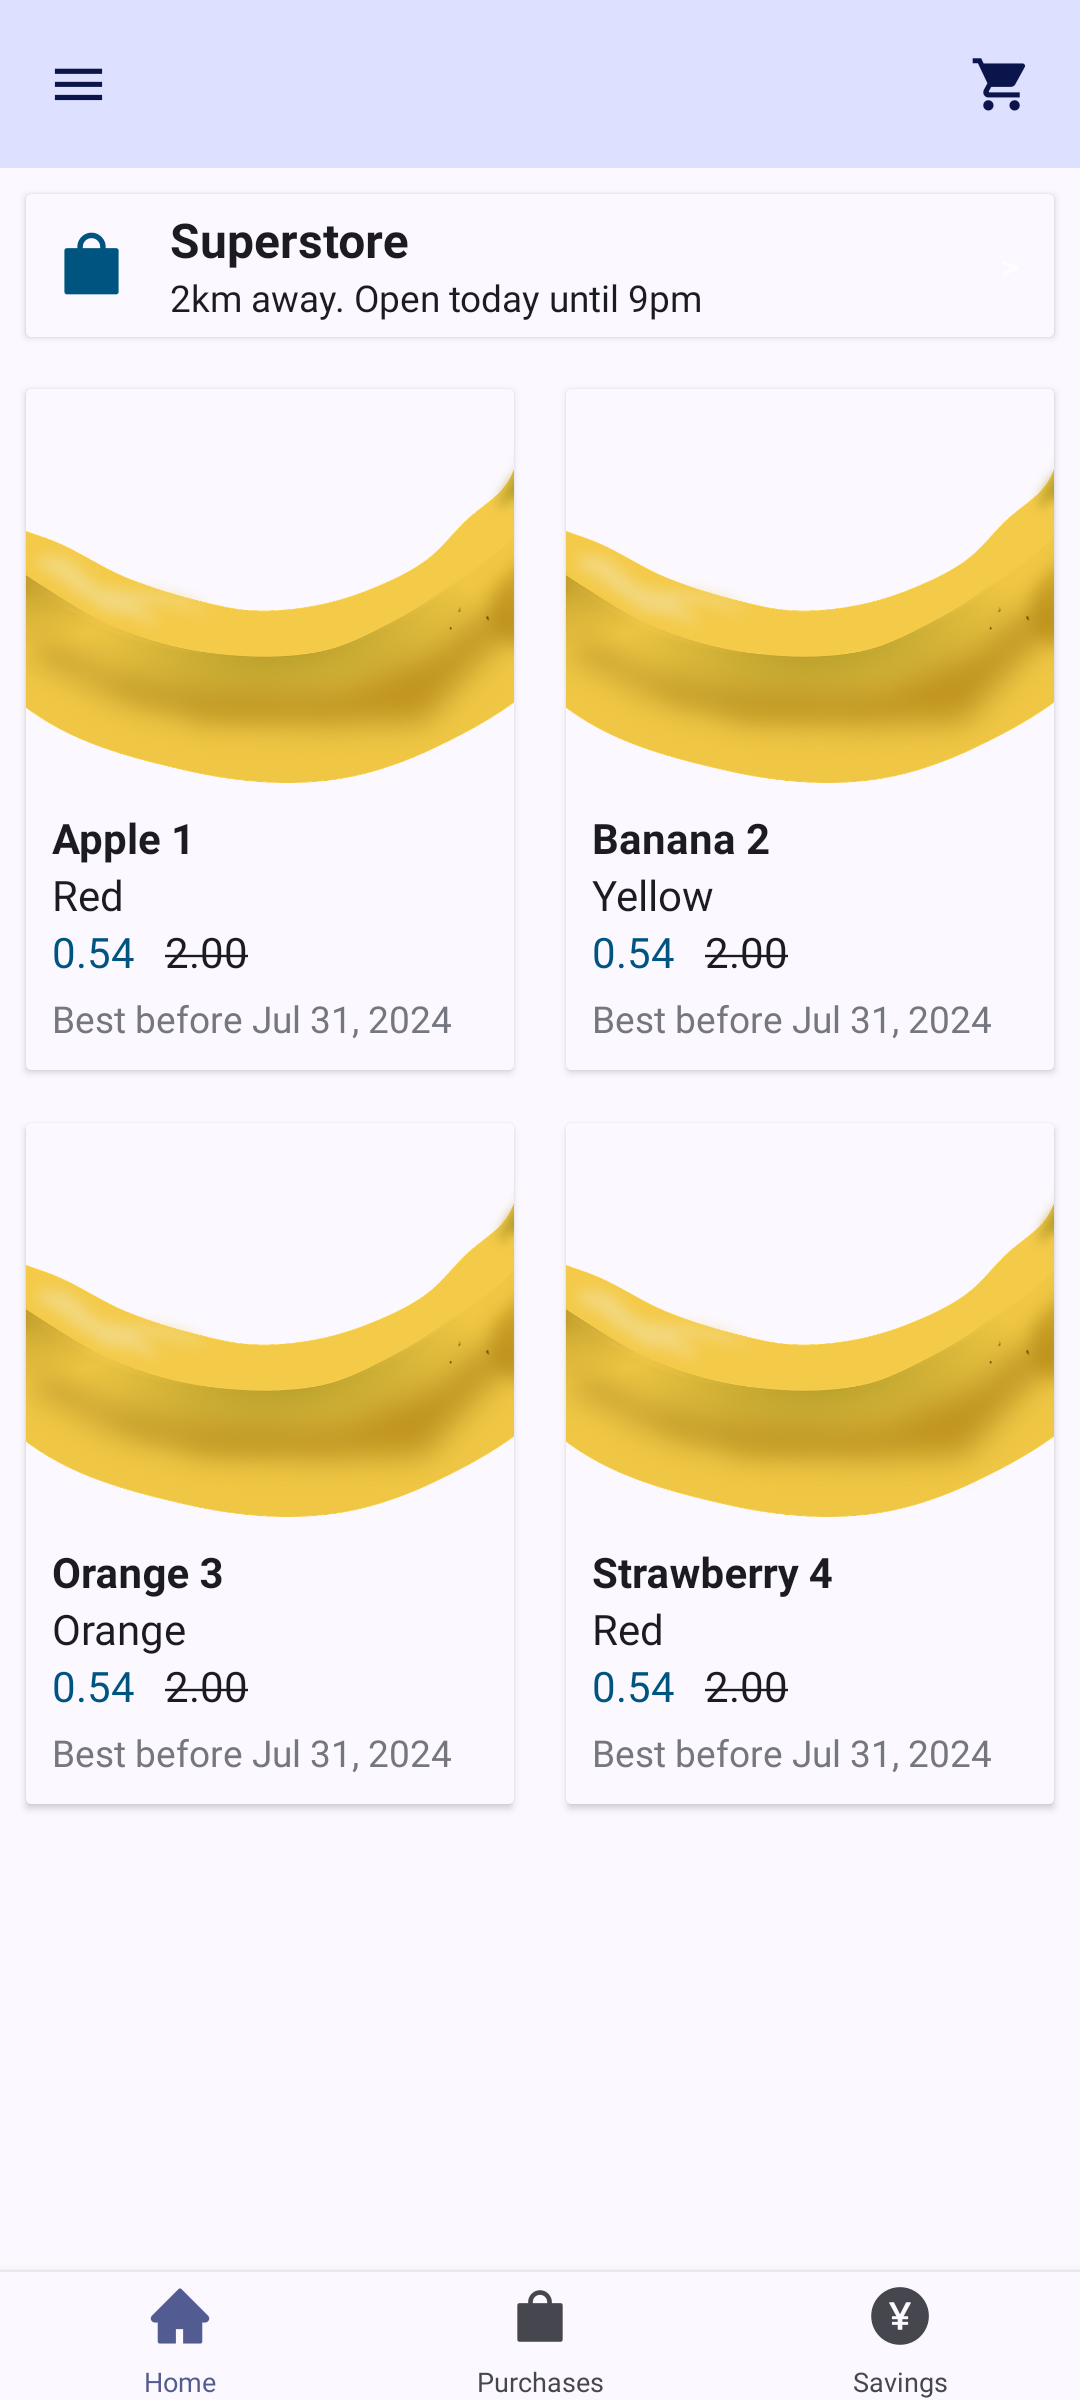 Superstore
2km away. Open today until 9pm
>
Apple 1
Red
0.54 2.00
Best before Jul 31, 2024
Banana 2
Yellow
0.54 2.00
Best before Jul 31, 2024
Orange 3
Orange
0.54 2.00
Best before Jul 31, 2024
Strawberry 4
Red
0.54 2.00
Best before Jul 31, 2024
¥
Home
Purchases
Savings